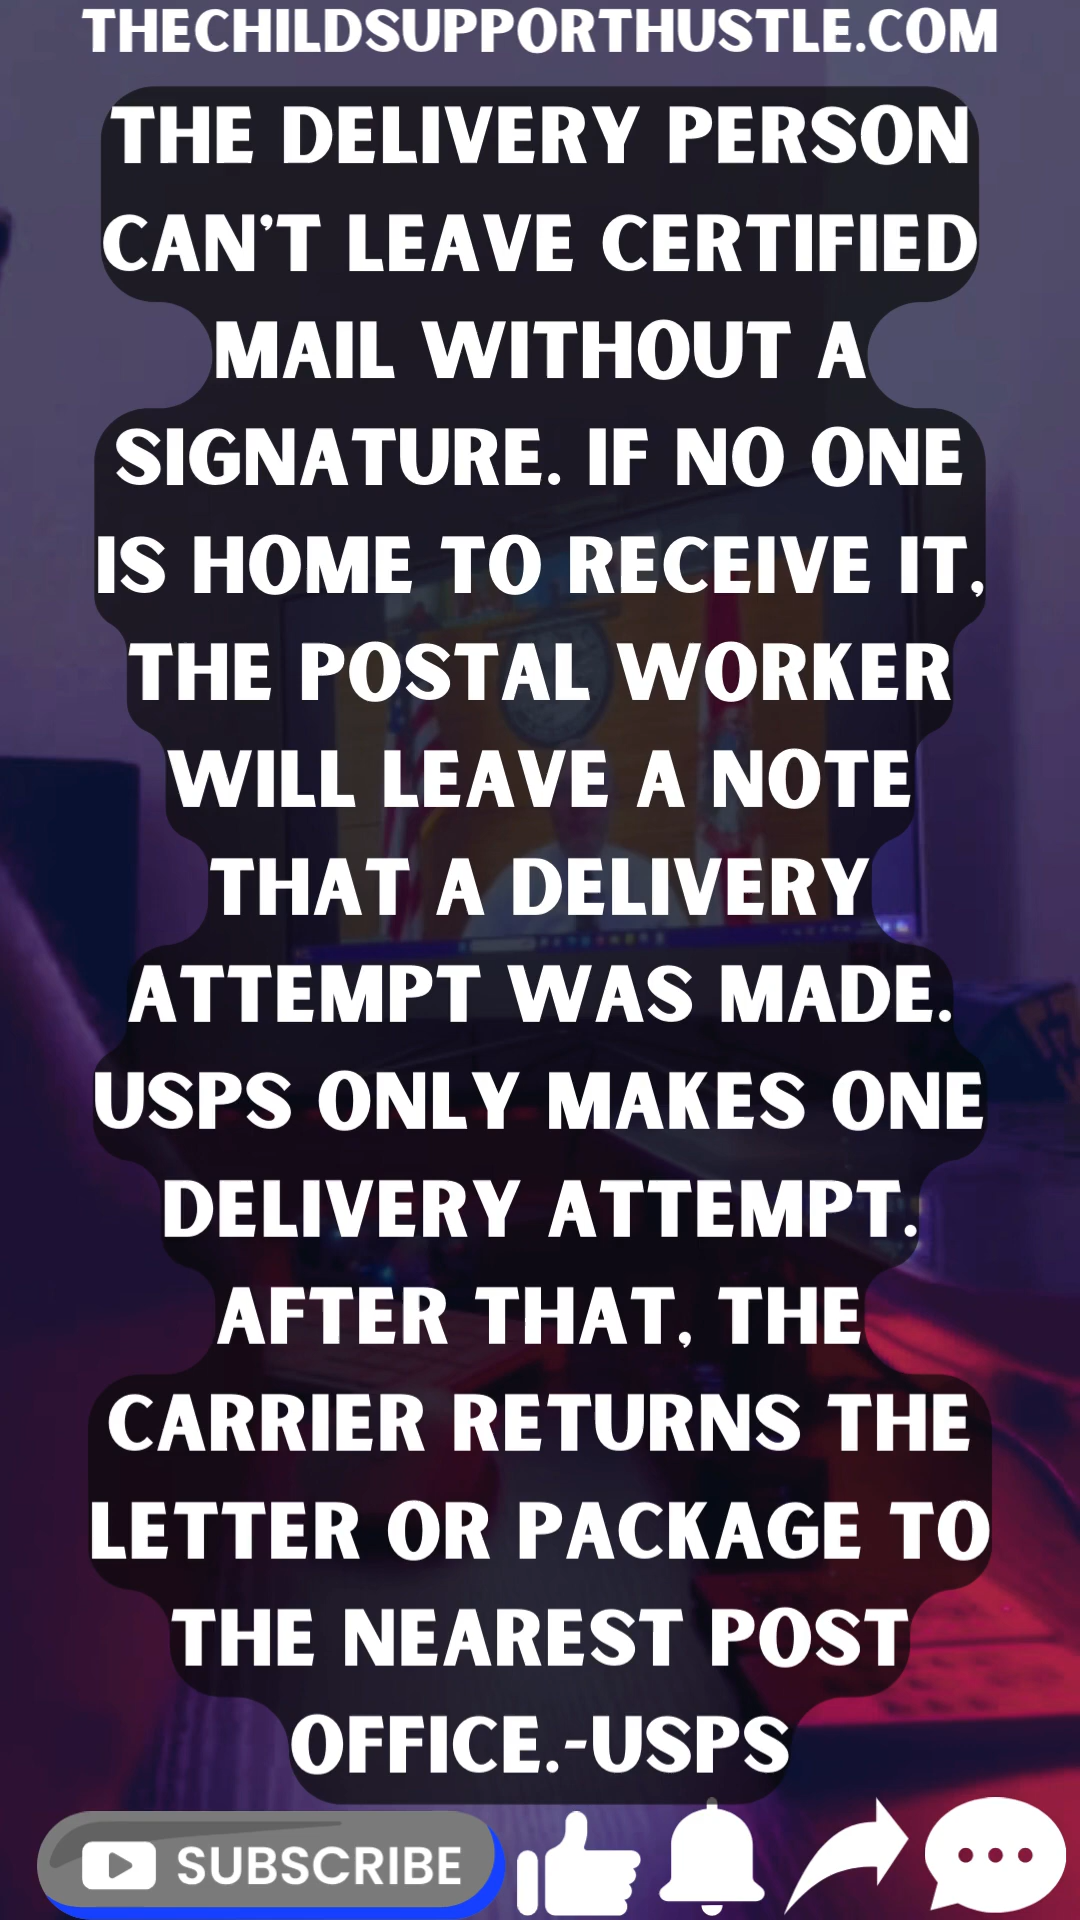 THECHILDSUPPORTHUSTLE.COM
THE DELIVERY PERSON
CAN'T LEAVE CERTIFIED
MAIL WITHOUT A
SIGNATURE. IF NO ONE
IS HOME TO RECEIVE IT,
THE POSTAL WORKER
WILL LEAVE A NOTE
THAT A DELIVERY
ATTEMPT WAS MADE.
USPS ONLY MAKES ONE
DELIVERY ATTEMPT.
AFTER THAT, THE
CARRIER RETURNS THE
LETTER OR PACKAGE TO
THE NEAREST POST
OFFICE.-USPS
SUBSCRIBE